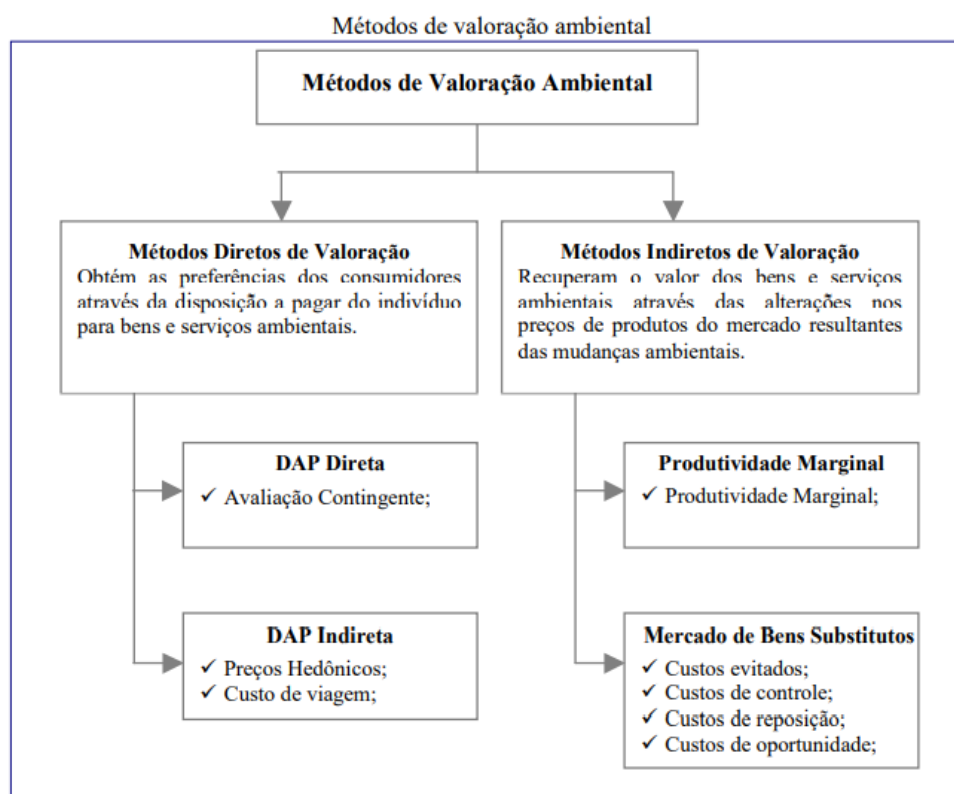 Métodos de valoração ambiental
Métodos de Valoração Ambiental
Métodos Diretos de Valoração
Obtém as preferências dos consumidores
através da disposição a pagar do indivíduo
para bens e serviços ambientais.
Métodos Indiretos de Valoração
Recuperam o valor dos bens e serviços
ambientais através das alterações nos
preços de produtos do mercado resultantes
das mudanças ambientais.
DAP Direta
✓ Avaliação Contingente;
Produtividade Marginal
✓ Produtividade Marginal;
DAP Indireta
✓ Preços Hedônicos;
✓ Custo de viagem;
Mercado de Bens Substitutos
✓ Custos evitados;
✓ Custos de controle;
✓ Custos de reposição;
✓ Custos de oportunidade;